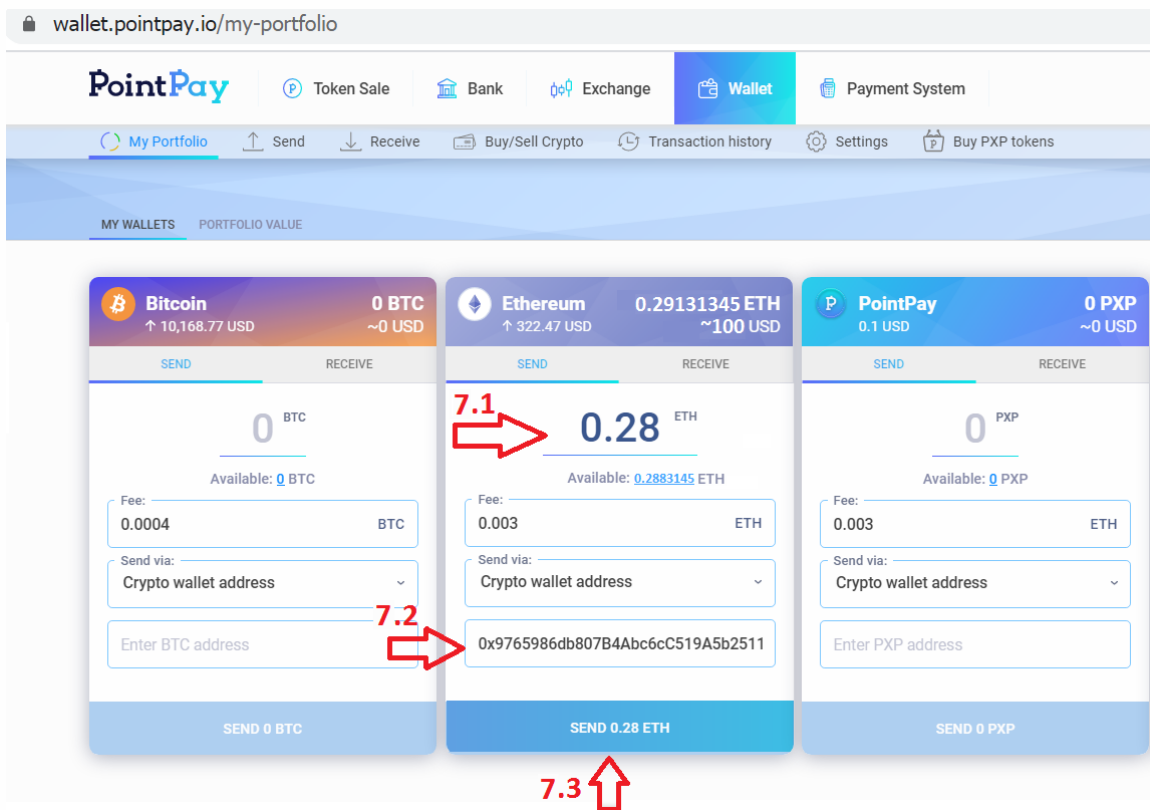 wallet.pointpay.io/my-portfolio
PointPay
Token Sale Bank Exchange Wallet Payment System
My Portfolio Send Receive Buy/Sell Crypto Transaction history Settings Buy PXP tokens
MY WALLETS PORTFOLIO VALUE
Bitcoin 0 BTC
↑ 10,168.77 USD ~0 USD
SEND RECEIVE
0 BTC
Available: 0 BTC
Fee:
0.0004 BTC
Send via:
Crypto wallet address
Enter BTC address
SEND 0 BTC
Ethereum 0.29131345 ETH
↑ 322.47 USD ~100 USD
SEND RECEIVE
7.1
0.28 ETH
Available: 0.2883145 ETH
Fee:
0.003 ETH
Send via:
Crypto wallet address
7.2
0x9765986db807B4Abc6cC519A5b2511
SEND 0.28 ETH
7.3
PointPay 0 PXP
0.1 USD ~0 USD
SEND RECEIVE
0 PXP
Available: 0 PXP
Fee:
0.003 ETH
Send via:
Crypto wallet address
Enter PXP address
SEND 0 PXP